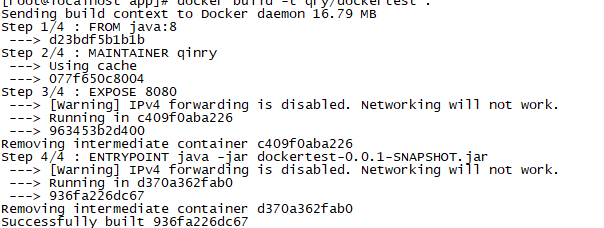 [root@localhost app]# docker build -t qry/dockertest .
Sending build context to Docker daemon 16.79 MB
Step 1/4 : FROM java:8
 ---> d23bdf5b1b1b
Step 2/4 : MAINTAINER qinry
 ---> Using cache
 ---> 077f650c8004
Step 3/4 : EXPOSE 8080
 ---> [Warning] IPv4 forwarding is disabled. Networking will not work.
 ---> Running in c409f0aba226
 ---> 963453b2d400
Removing intermediate container c409f0aba226
Step 4/4 : ENTRYPOINT java -jar dockertest-0.0.1-SNAPSHOT.jar
 ---> [Warning] IPv4 forwarding is disabled. Networking will not work.
 ---> Running in d370a362fab0
 ---> 936fa226dc67
Removing intermediate container d370a362fab0
Successfully built 936fa226dc67